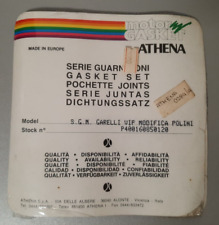 motor
GASKET
ATHENA
MADE IN EUROPE
SERIE GUARNIZIONI
GASKET SET
POCHETTE JOINTS
SERIE JUNTAS
DICHTUNGSSATZ
Model S.G.M. GARELLI VIP MODIFICA POLINI
Stock n° P400160850120
QUALITÀ - DISPONIBILITÀ - AFFIDABILITÀ
QUALITY - AVAILABILITY - RELIABILITY
QUALITÉ - DISPONIBILITÉ - FIABILITÉ
CALIDAD - DISPONIBILIDAD - CONFIABILIDAD
QUALITÄT-VERFÜGBARKEIT-ZUVERLÄSSIGKEIT